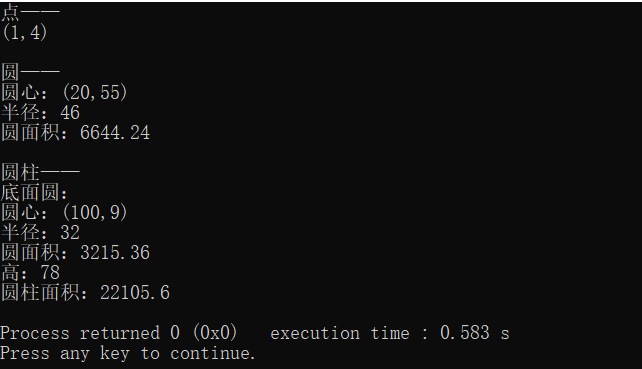 点——
(1,4)
圆——
圆心：(20,55)
半径：46
圆面积：6644.24
圆柱——
底面圆：
圆心：(100,9)
半径：32
圆面积：3215.36
高：78
圆柱面积：22105.6
Process returned 0 (0x0)   execution time : 0.583 s
Press any key to continue.